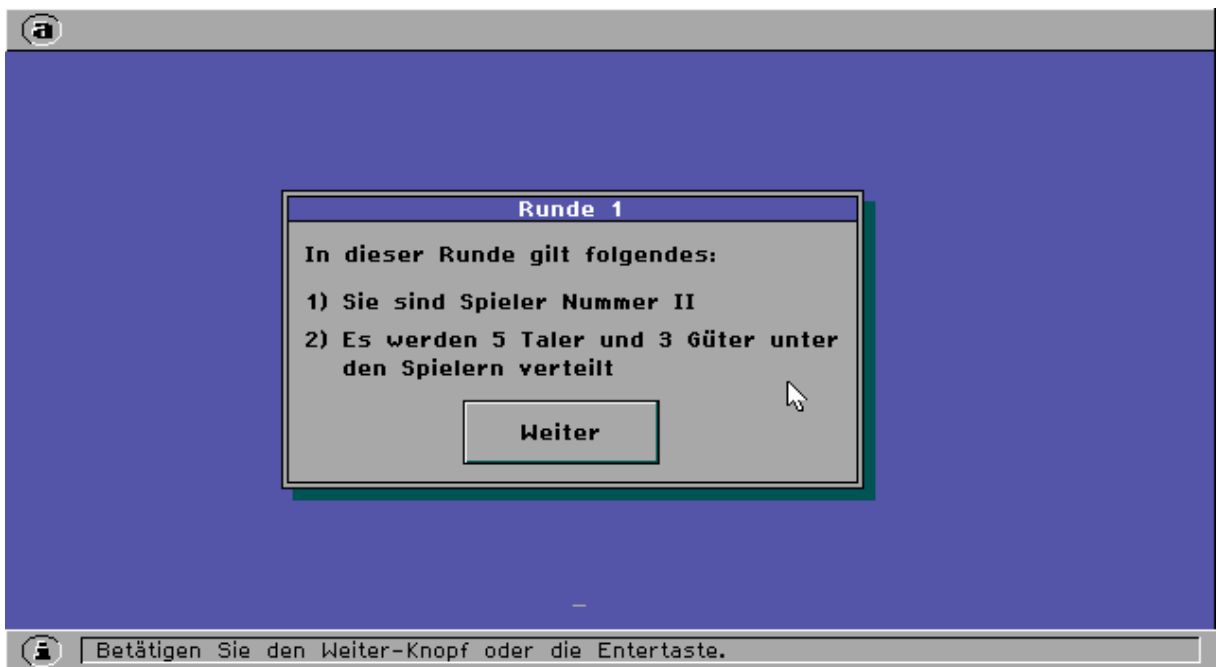 a
Runde 1
In dieser Runde gilt folgendes:
1) Sie sind Spieler Nummer II
2) Es werden 5 Taler und 3 Güter unter
den Spielern verteilt
Weiter
i Betätigen Sie den Weiter-Knopf oder die Entertaste.